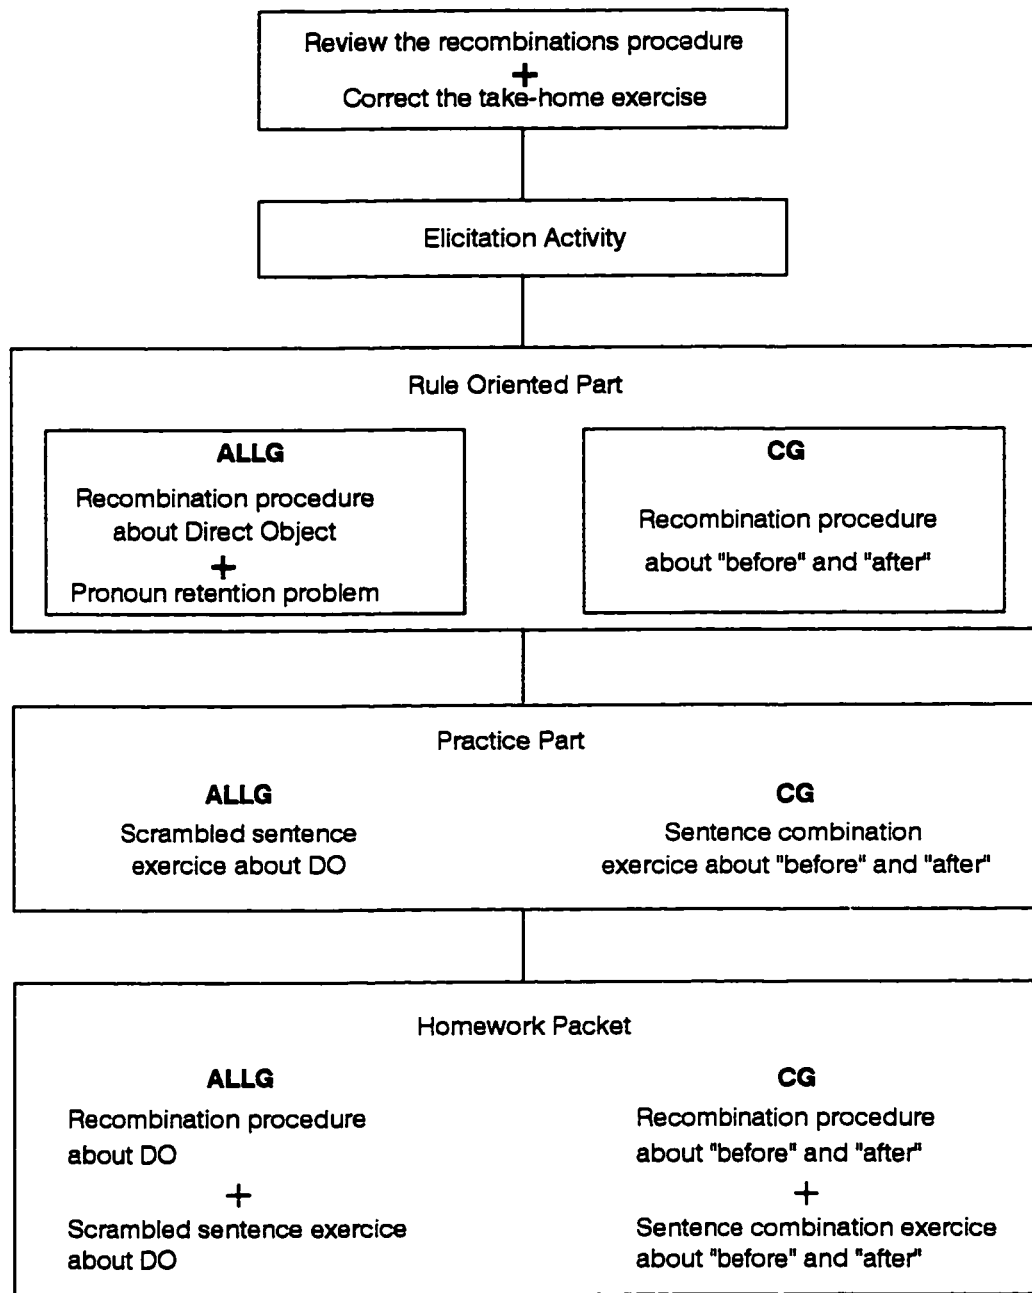 Review the recombinations procedure
+
Correct the take-home exercise
Elicitation Activity
Rule Oriented Part
ALLG
Recombination procedure
about Direct Object
+
Pronoun retention problem
CG
Recombination procedure
about "before" and "after"
Practice Part
ALLG
Scrambled sentence
exercice about DO
CG
Sentence combination
exercice about "before" and "after"
Homework Packet
ALLG
Recombination procedure
about DO
+
Scrambled sentence exercice
about DO
CG
Recombination procedure
about "before" and "after"
+
Sentence combination exercice
about "before" and "after"